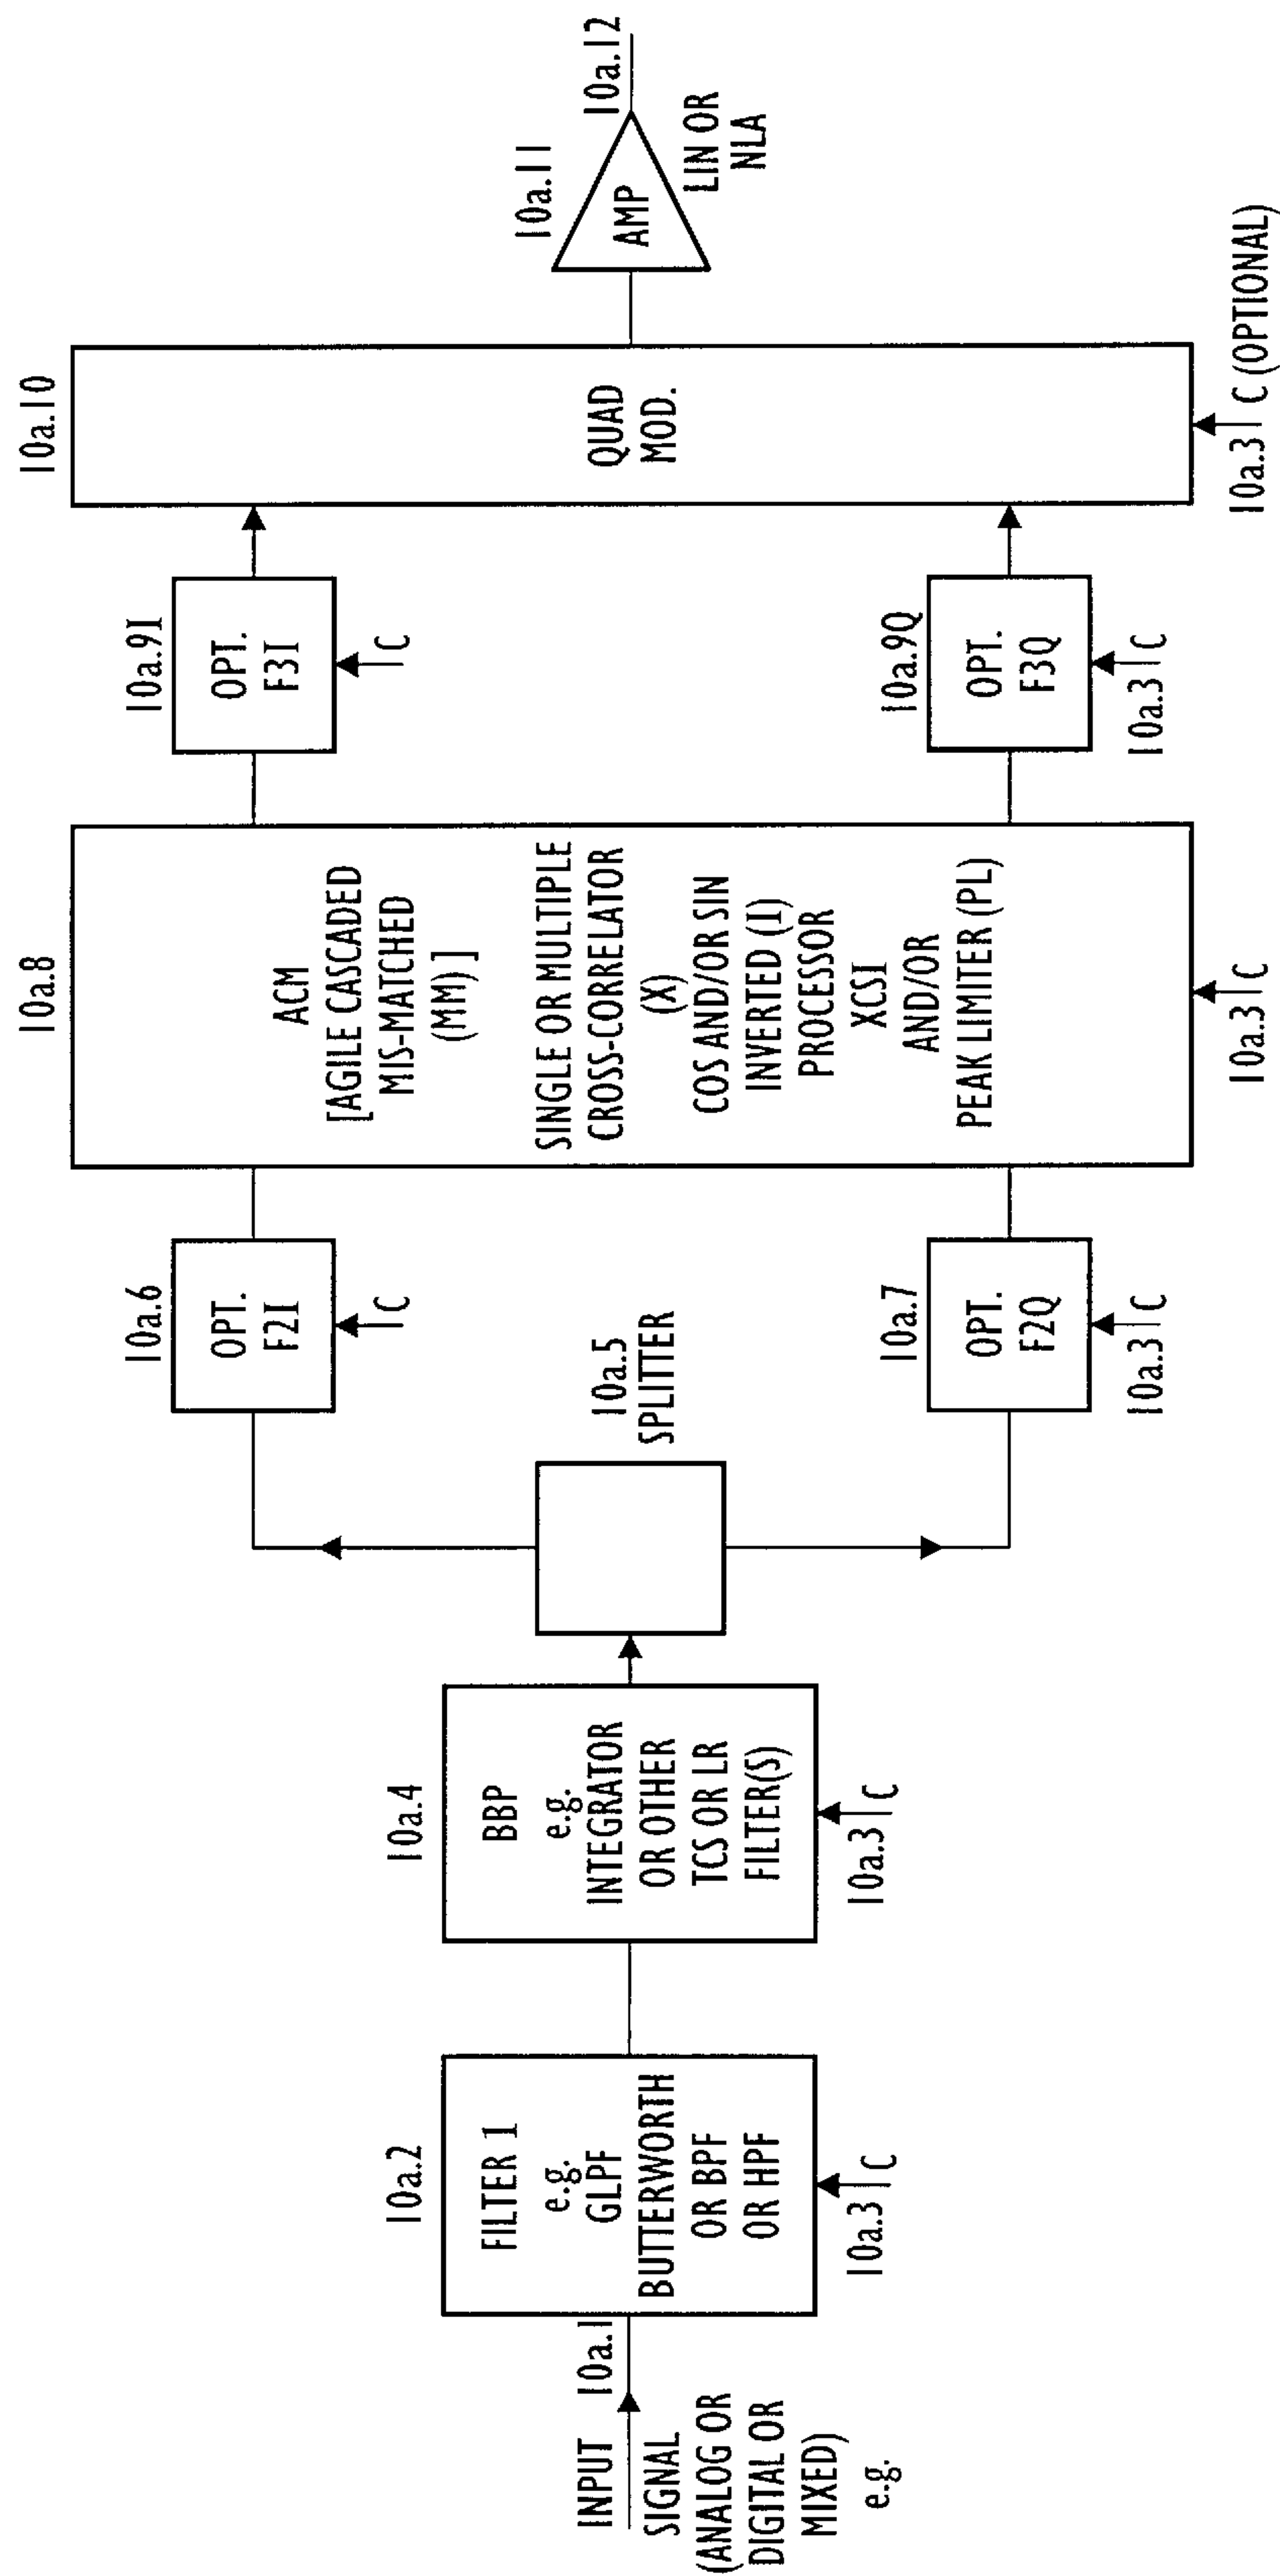 INPUT
10a.1
SIGNAL
(ANALOG OR
DIGITAL OR
MIXED)
e.g.
10a.2
FILTER 1
e.g.
GLPF
BUTTERWORTH
OR BPF
OR HPF
10a.3 C
10a.4
BBP
e.g.
INTEGRATOR
OR OTHER
TCS OR LR
FILTER(S)
10a.3 C
10a.5
SPLITTER
10a.6
OPT.
F2I
C
10a.7
OPT.
F2Q
10a.3 C
10a.8
ACM
[AGILE CASCADED
MIS-MATCHED
(MM) ]
SINGLE OR MULTIPLE
CROSS-CORRELATOR
(X)
COS AND/OR SIN
INVERTED (I)
PROCESSOR
XCSI
AND/OR
PEAK LIMITER (PL)
10a.3 C
10a.9I
OPT.
F3I
C
10a.9Q
OPT.
F3Q
10a.3 C
10a.10
QUAD
MOD.
10a.3 C (OPTIONAL)
10a.11
AMP
10a.12
LIN OR
NLA